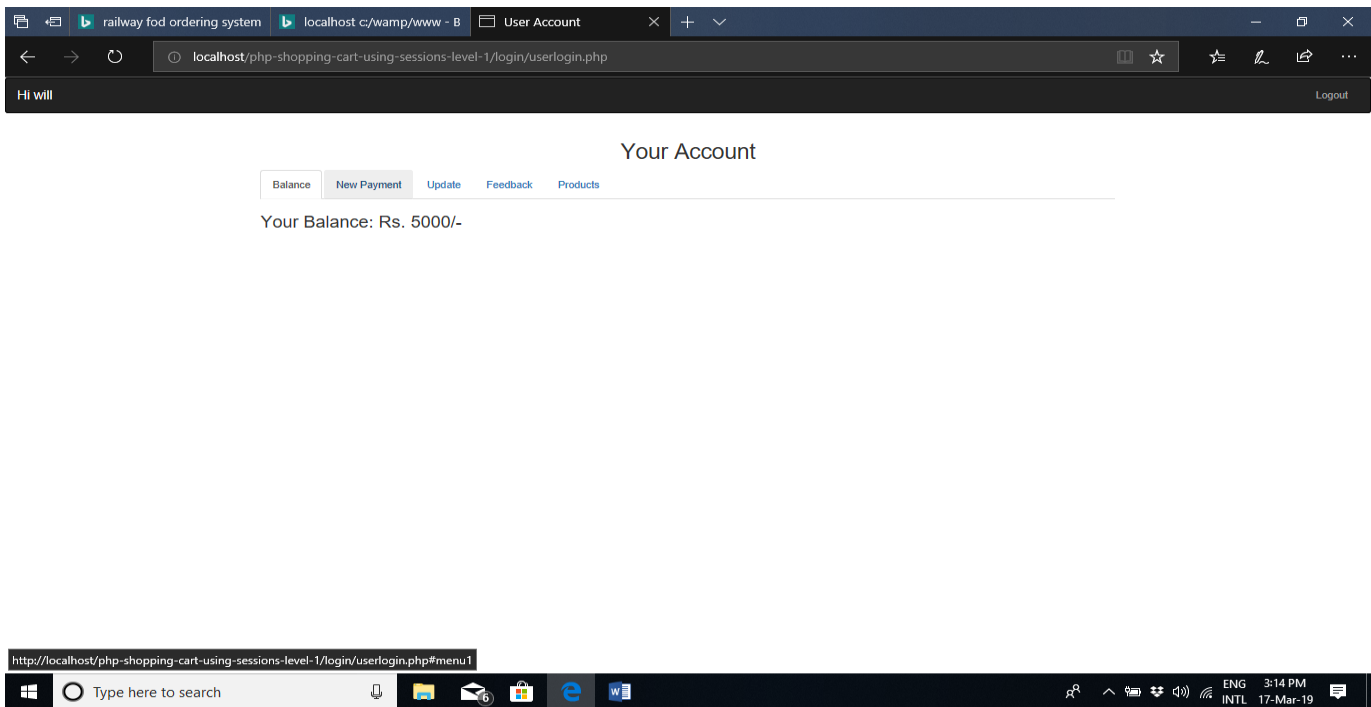 railway fod ordering system
localhost c:/wamp/www - B
User Account
localhost/php-shopping-cart-using-sessions-level-1/login/userlogin.php
Hi will
Logout
Your Account
Balance New Payment Update Feedback Products
Your Balance: Rs. 5000/-
http://localhost/php-shopping-cart-using-sessions-level-1/login/userlogin.php#menu1
Type here to search
6
ENG
INTL
3:14 PM
17-Mar-19